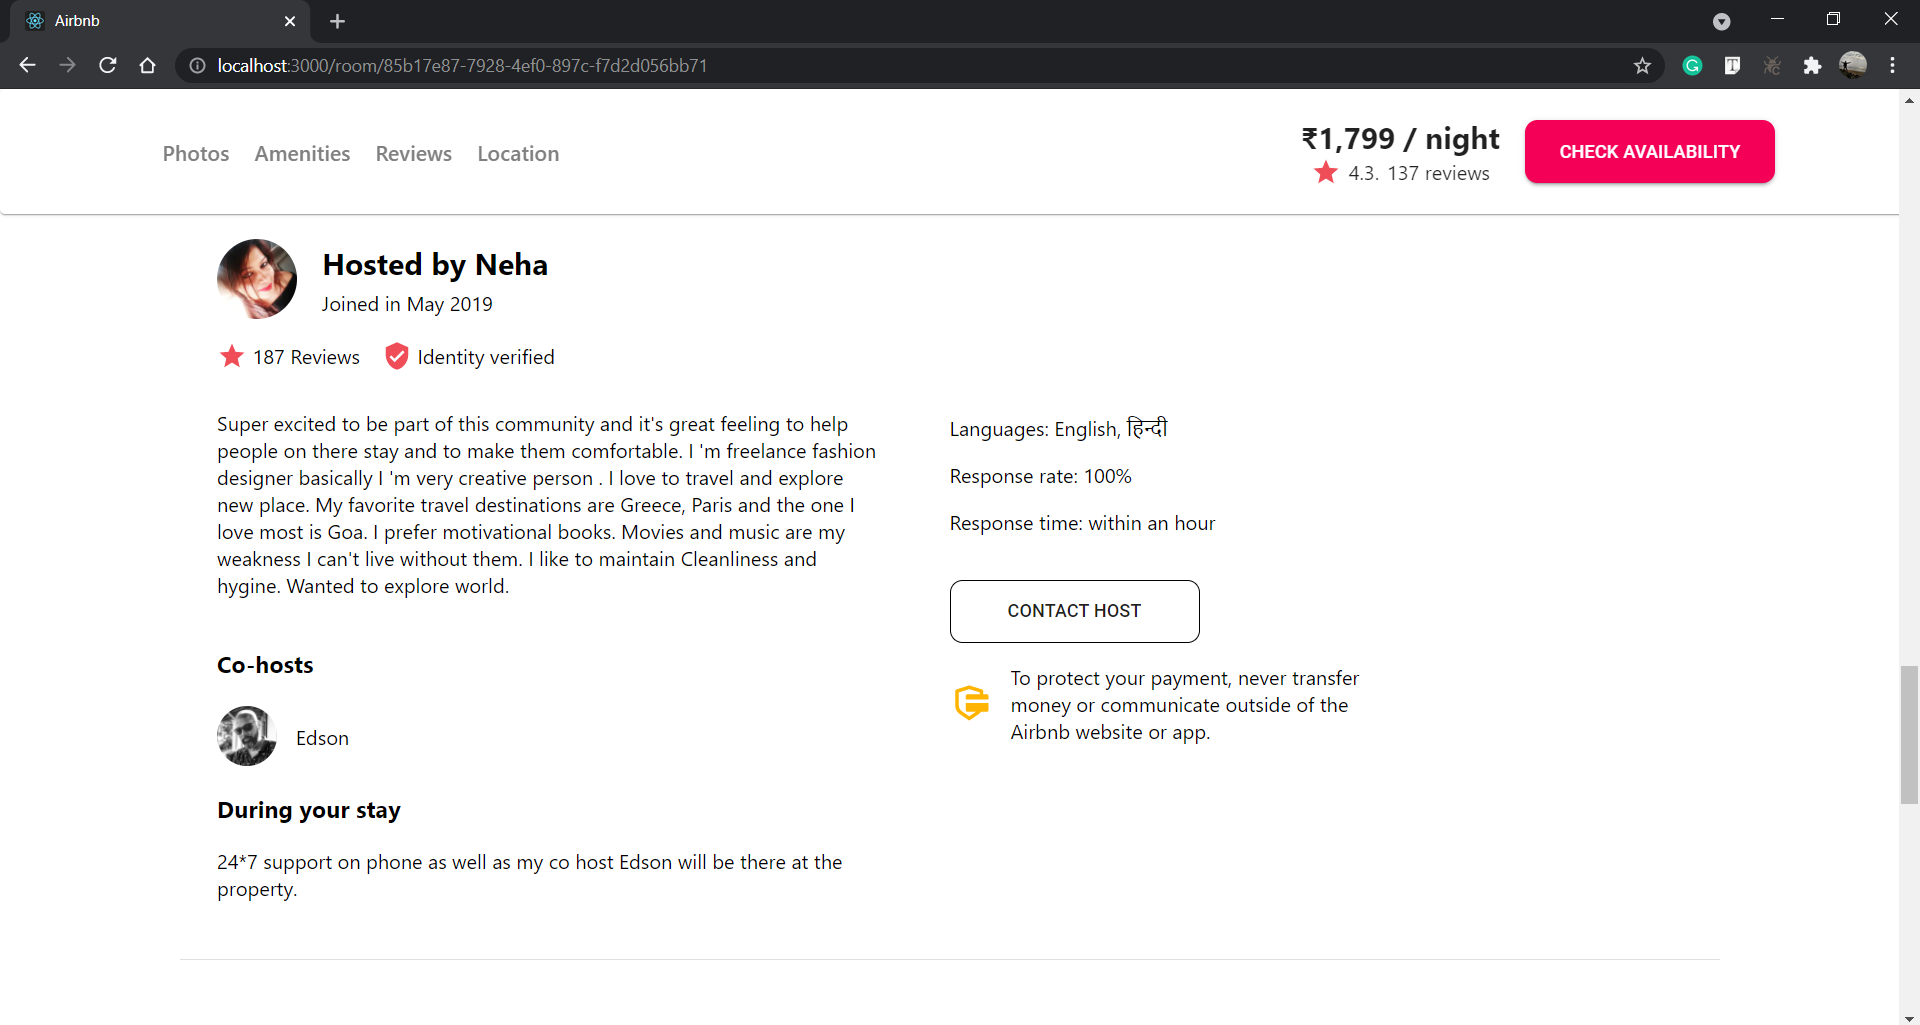 Airbnb
localhost:3000/room/85b17e87-7928-4ef0-897c-f7d2d056bb71
Photos Amenities Reviews Location
₹1,799 / night
4.3. 137 reviews
CHECK AVAILABILITY
Hosted by Neha
Joined in May 2019
187 Reviews Identity verified
Super excited to be part of this community and it's great feeling to help
people on there stay and to make them comfortable. I 'm freelance fashion
designer basically I 'm very creative person . I love to travel and explore
new place. My favorite travel destinations are Greece, Paris and the one I
love most is Goa. I prefer motivational books. Movies and music are my
weakness I can't live without them. I like to maintain Cleanliness and
hygine. Wanted to explore world.
Co-hosts
Edson
During your stay
24*7 support on phone as well as my co host Edson will be there at the
property.
Languages: English, हिन्दी
Response rate: 100%
Response time: within an hour
CONTACT HOST
To protect your payment, never transfer
money or communicate outside of the
Airbnb website or app.